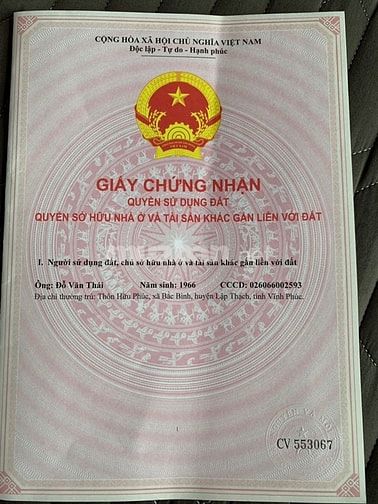 CỘNG HÒA XÃ HỘI CHỦ NGHĨA VIỆT NAM
Độc lập - Tự do - Hạnh phúc
GIẤY CHỨNG NHẬN
QUYỀN SỬ DỤNG ĐẤT
QUYỀN SỞ HỮU NHÀ Ở VÀ TÀI SẢN KHÁC GẮN LIỀN VỚI ĐẤT
I. Người sử dụng đất, chủ sở hữu nhà ở và tài sản khác gắn liền với đất
Ông: Đỗ Văn Thái Năm sinh: 1966 CCCD: 026066002593
Địa chỉ thường trú: Thôn Hữu Phúc, xã Bắc Bình, huyện Lập Thạch, tỉnh Vĩnh Phúc.
CV 553067